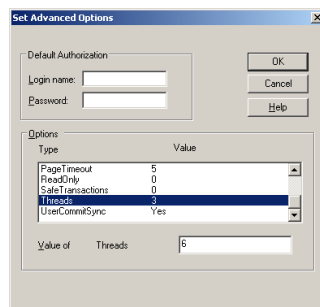 Set Advanced Options
Default Authorization
Login name:
Password:
OK
Cancel
Help
Options
Type Value
PageTimeout 5
ReadOnly 0
SafeTransactions 0
Threads 3
UserCommitSync Yes
Value of Threads 6